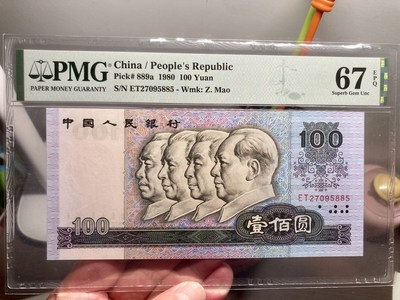 PMG
PAPER MONEY GUARANTY
China / People's Republic
Pick# 889a 1980 100 Yuan
S/N ET27095885 - Wmk: Z. Mao
67 EPQ
Superb Gem Unc
中国人民银行
100
ET27095885
100
壹佰圆